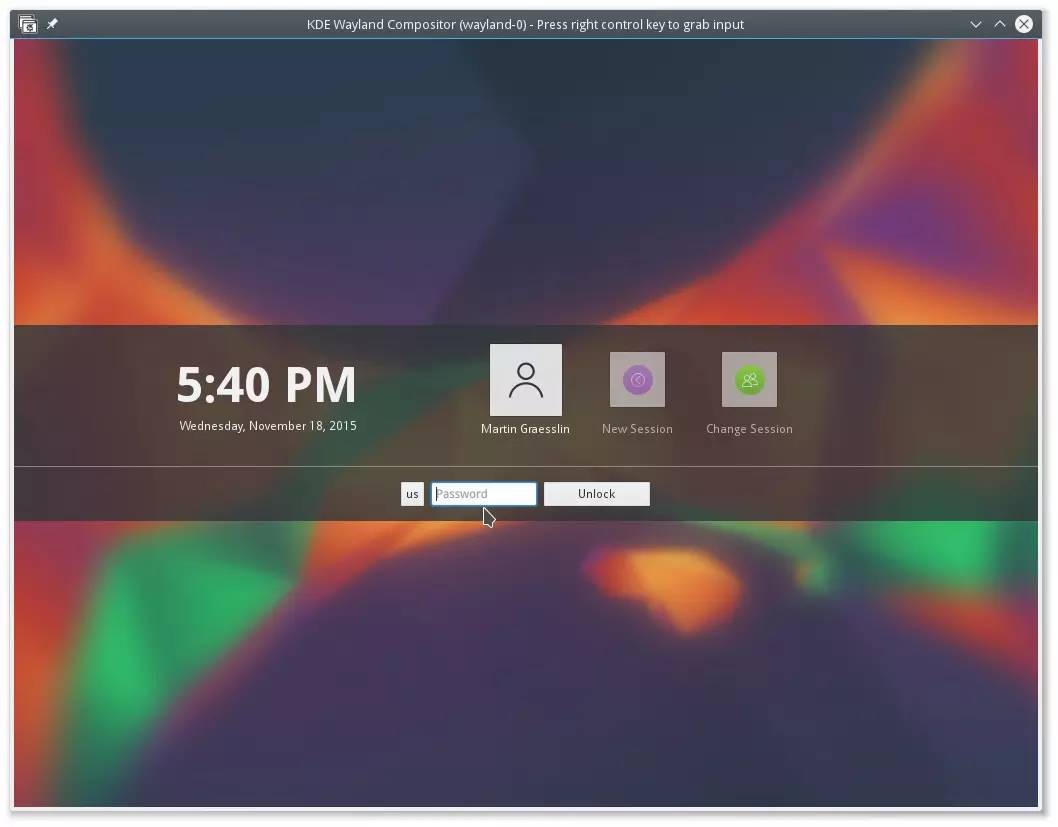 KDE Wayland Compositor (wayland-0) - Press right control key to grab input
5:40 PM
Wednesday, November 18, 2015
Martin Graesslin
New Session
Change Session
us
Password
Unlock